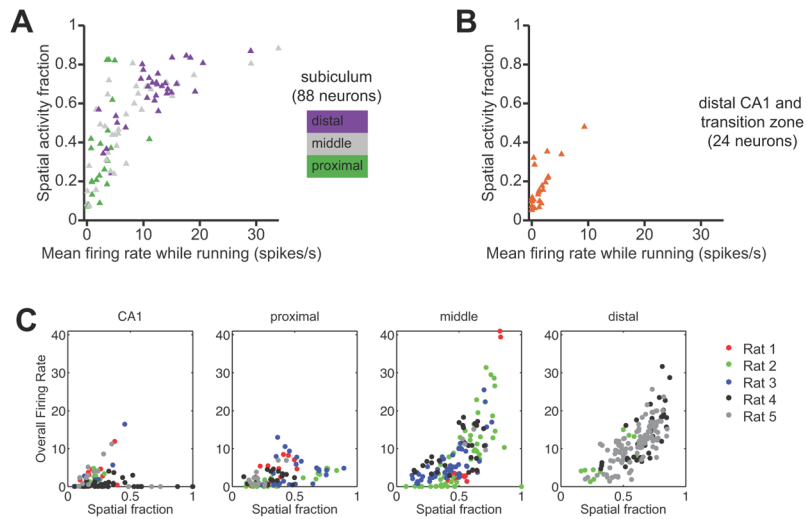 A
B
Spatial activity fraction
1
0.8
0.6
0.4
0.2
0
0 10 20 30
Mean firing rate while running (spikes/s)
subiculum
(88 neurons)
distal
middle
proximal
Spatial activity fraction
1
0.8
0.6
0.4
0.2
0
0 10 20 30
Mean firing rate while running (spikes/s)
distal CA1 and
transition zone
(24 neurons)
C
CA1
Overall Firing Rate
40
30
20
10
0
0 0.5 1
Spatial fraction
proximal
40
30
20
10
0
0 0.5 1
Spatial fraction
middle
40
30
20
10
0
0 0.5 1
Spatial fraction
distal
40
30
20
10
0
0 0.5 1
Spatial fraction
Rat 1
Rat 2
Rat 3
Rat 4
Rat 5